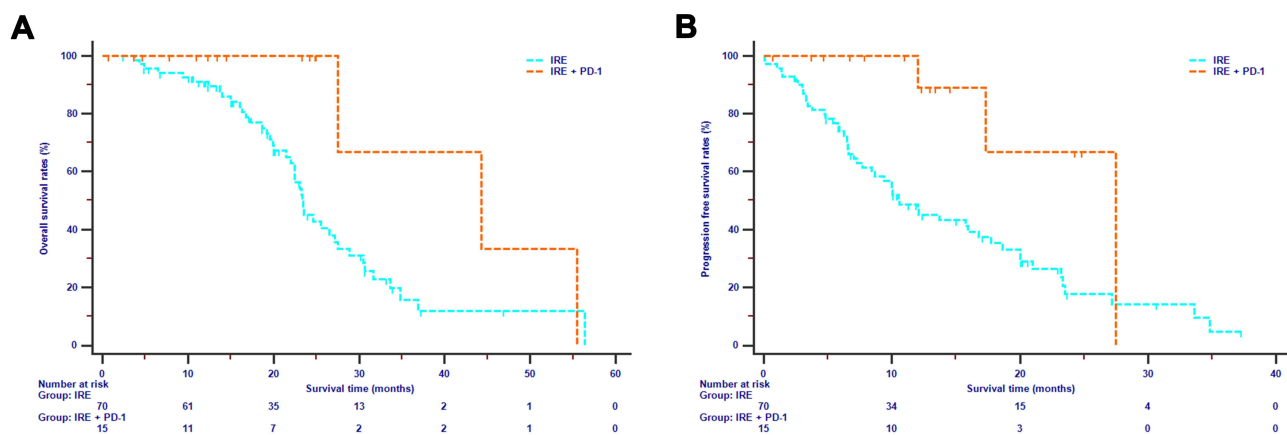 A
100
80
60
40
20
0
Overall survival rates (%)
IRE
IRE + PD-1
0 10 20 30 40 50 60
Survival time (months)
Number at risk
Group: IRE
70 61 35 13 2 1 0
Group: IRE + PD-1
15 11 7 2 2 1 0
B
100
80
60
40
20
0
Progression free survival rates (%)
IRE
IRE + PD-1
0 10 20 30 40
Survival time (months)
Number at risk
Group: IRE
70 34 15 4 0
Group: IRE + PD-1
15 10 3 0 0